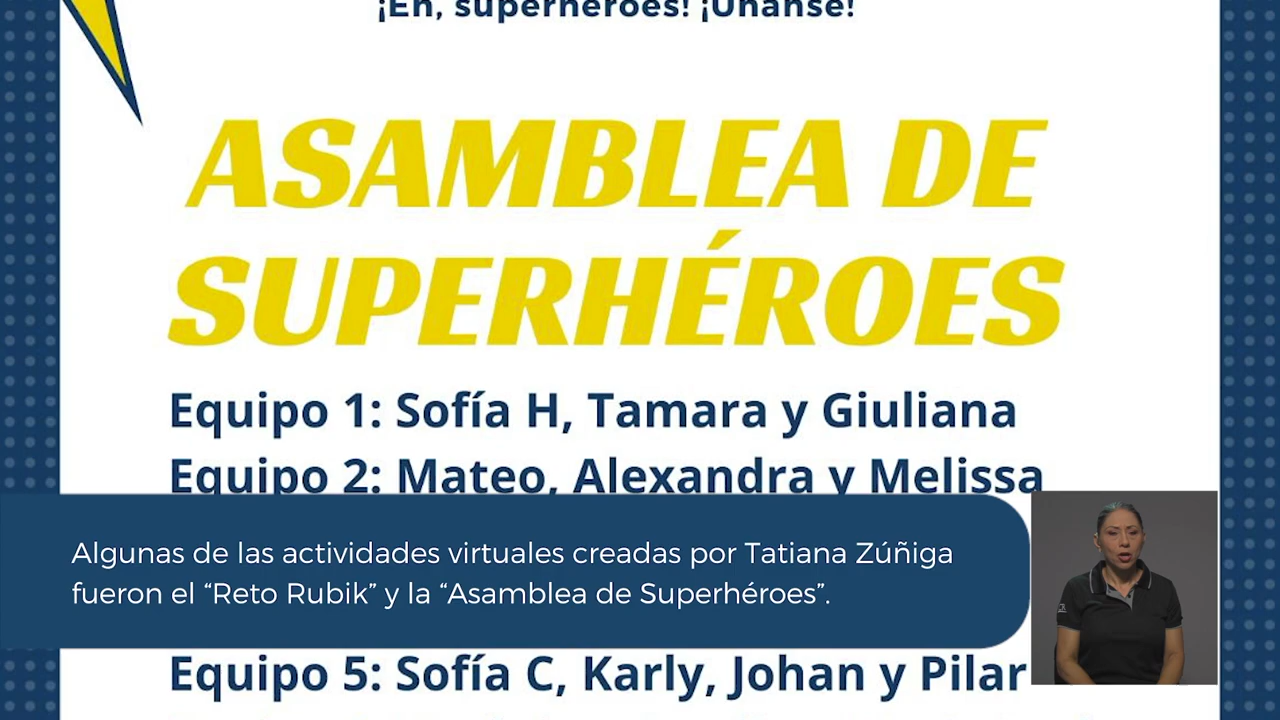 ¡Eh, superhéroes! ¡Únanse!
ASAMBLEA DE
SUPERHÉROES
Equipo 1: Sofía H, Tamara y Giuliana
Equipo 2: Mateo, Alexandra y Melissa
Algunas de las actividades virtuales creadas por Tatiana Zúñiga
fueron el “Reto Rubik” y la “Asamblea de Superhéroes”.
Equipo 5: Sofía C, Karly, Johan y Pilar